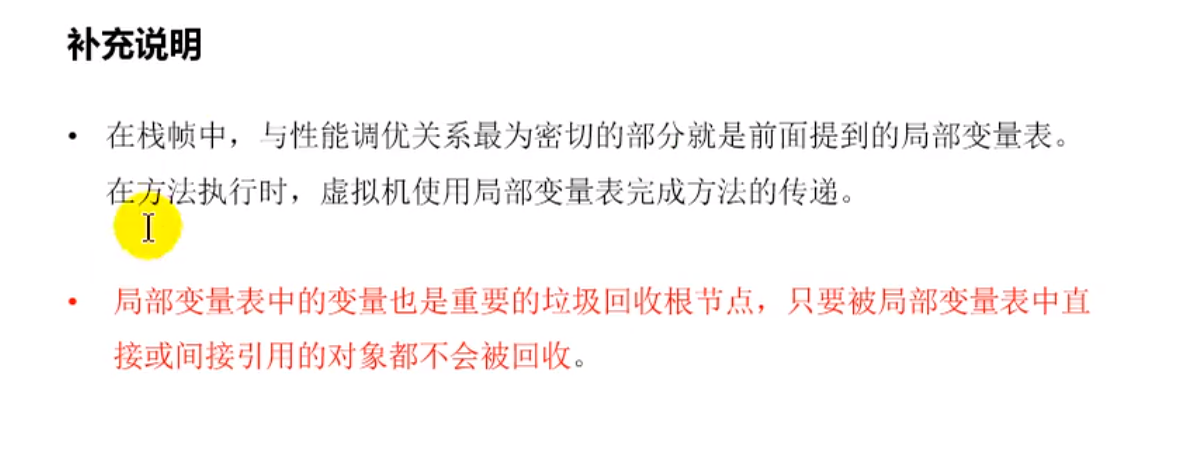 补充说明
• 在栈帧中，与性能调优关系最为密切的部分就是前面提到的局部变量表。
在方法执行时，虚拟机使用局部变量表完成方法的传递。
• 局部变量表中的变量也是重要的垃圾回收根节点，只要被局部变量表中直
接或间接引用的对象都不会被回收。